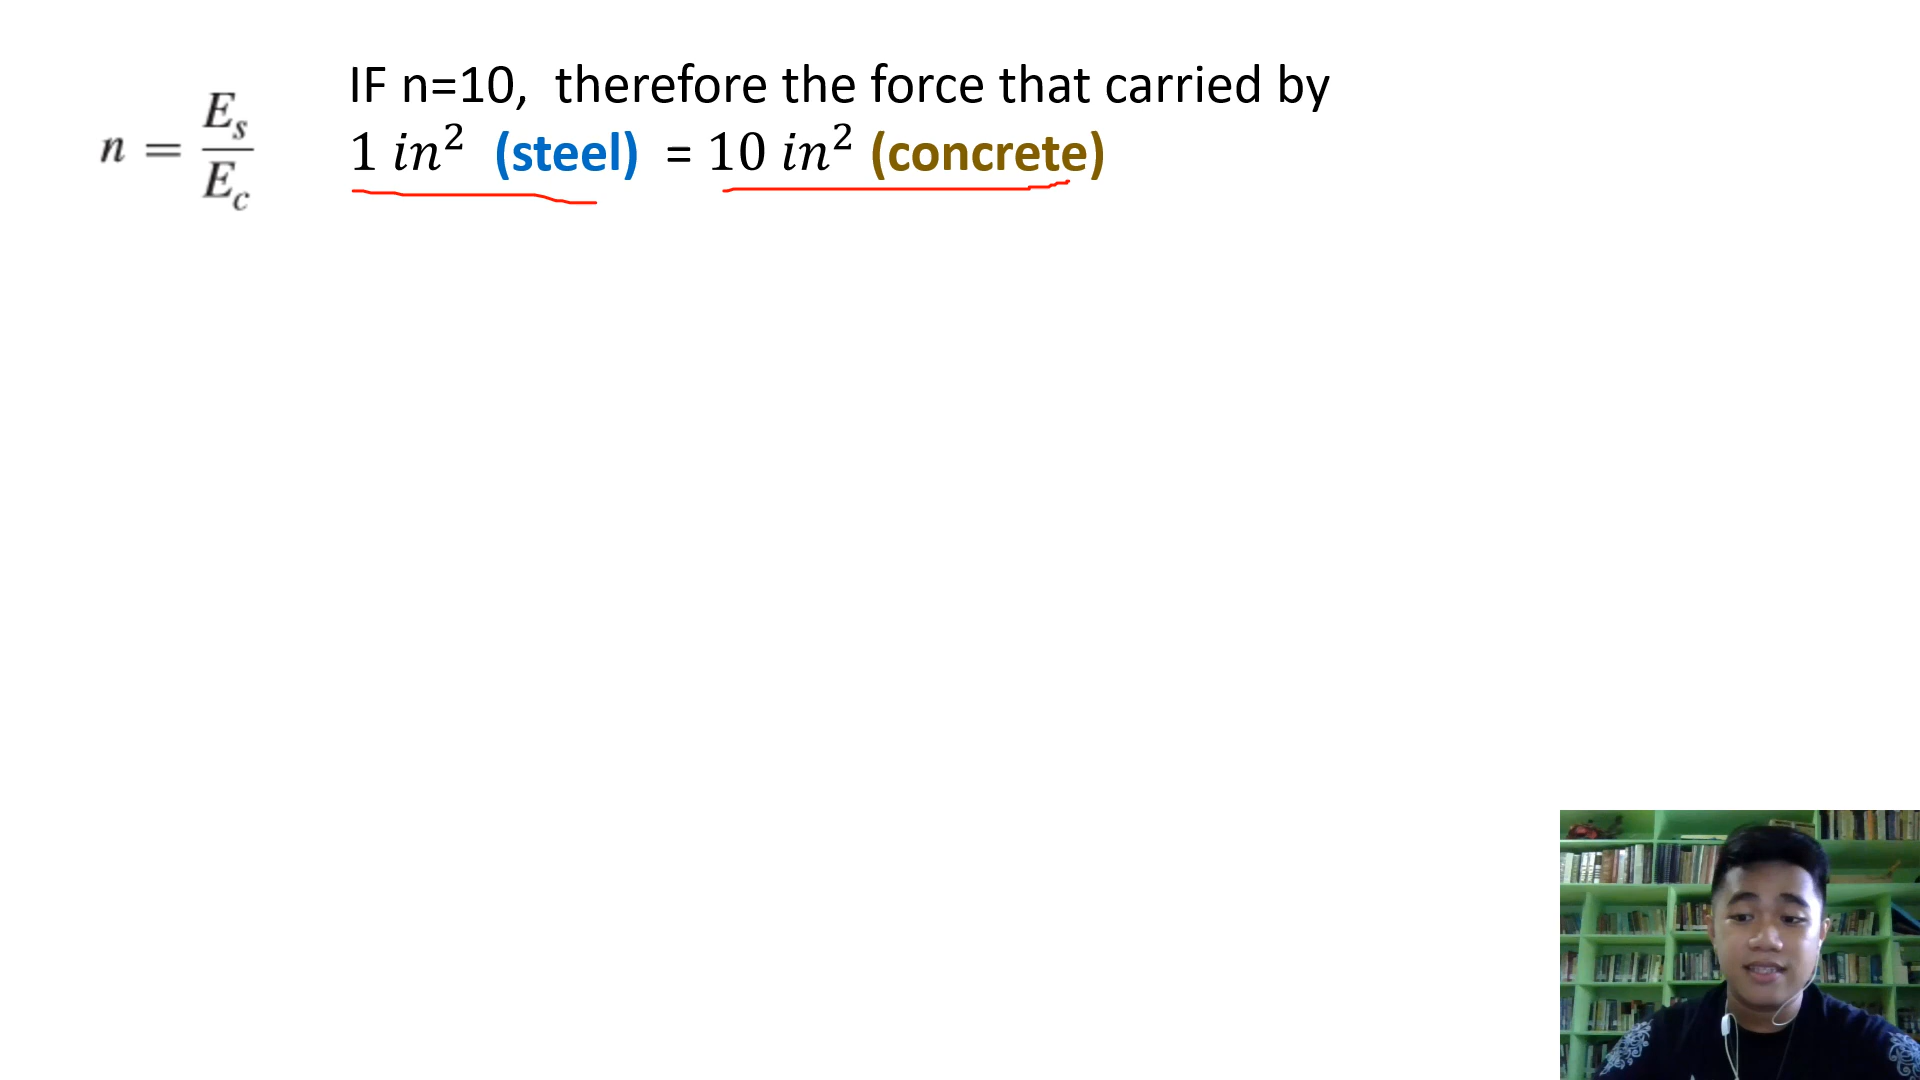 n = E_s / E_c
IF n=10, therefore the force that carried by
1 in² (steel) = 10 in² (concrete)